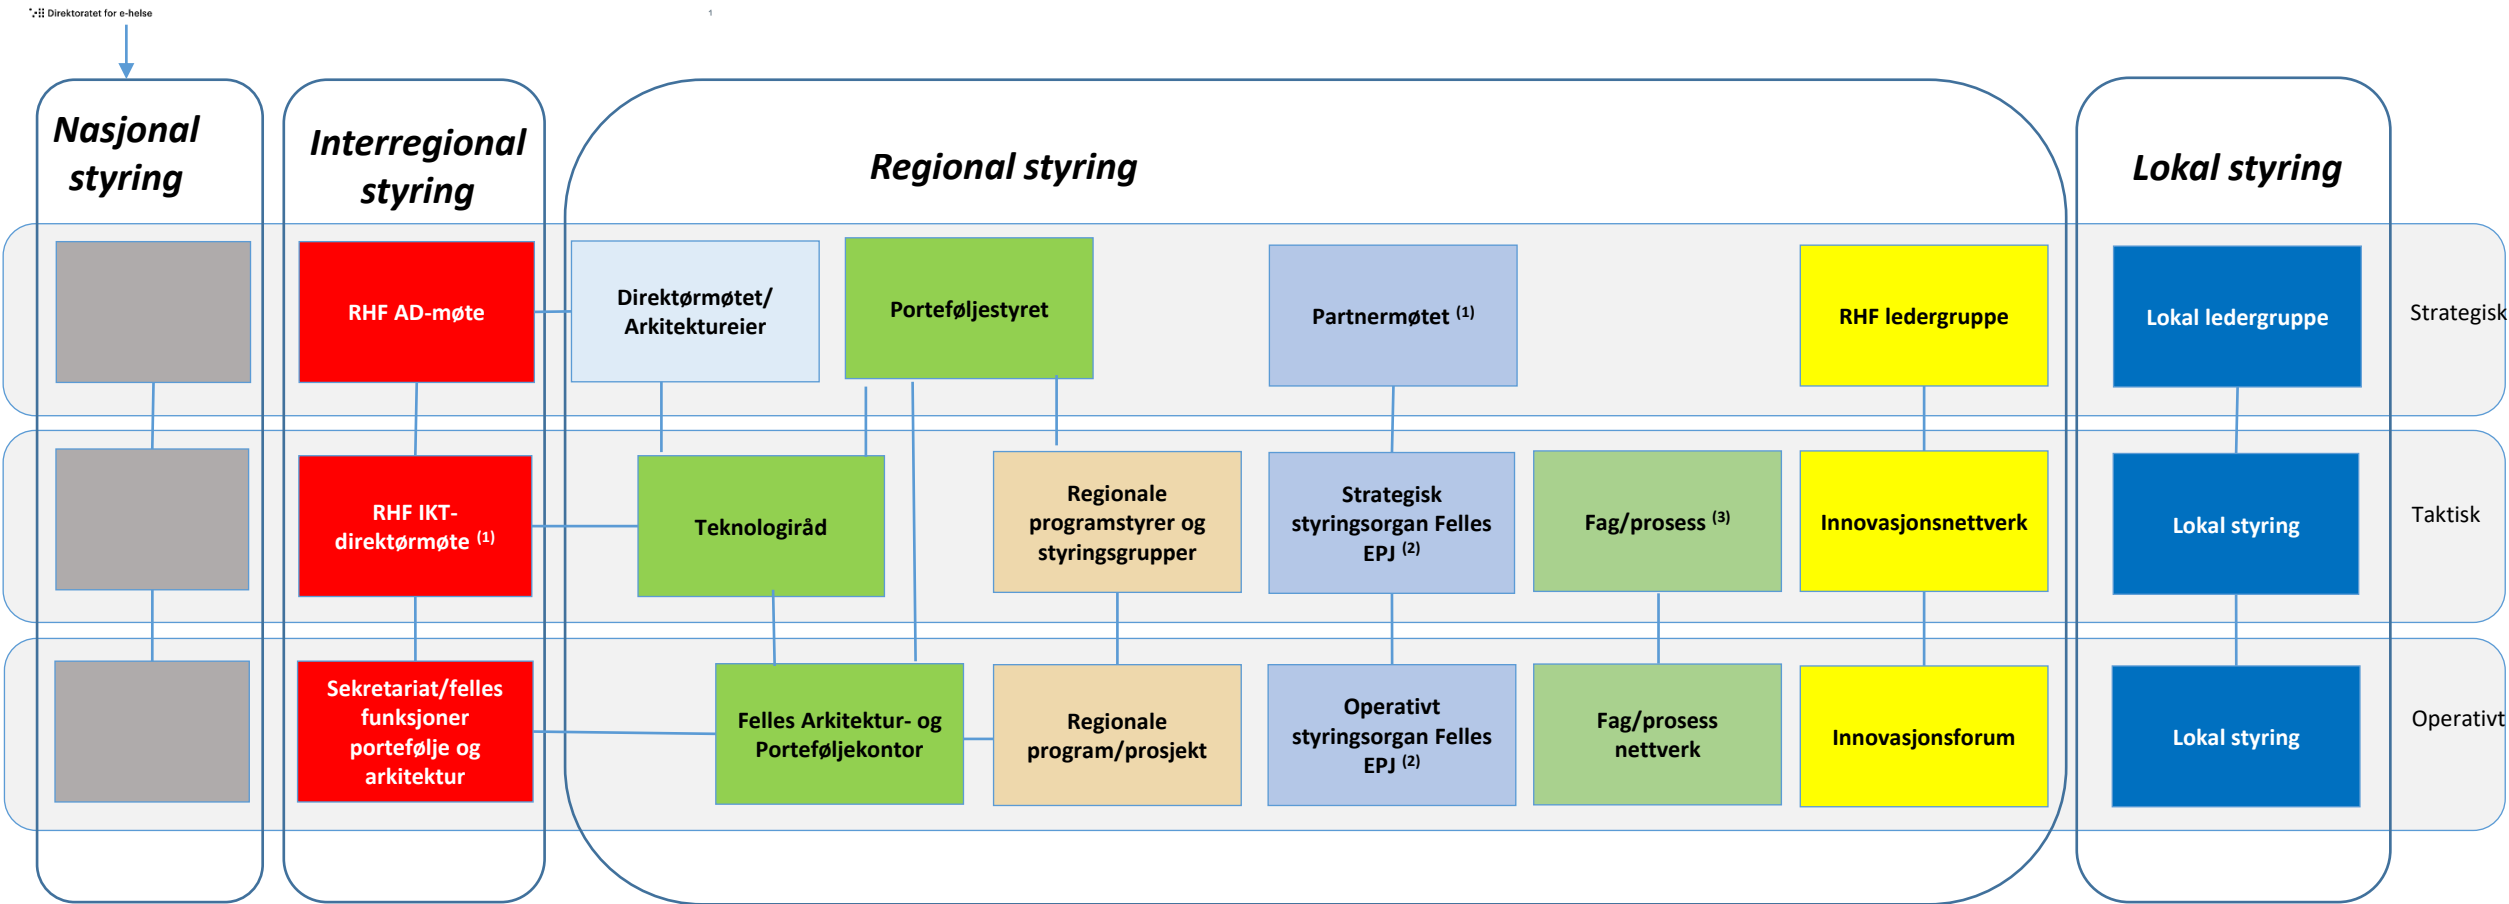 Direktoratet for e-helse
1
Nasjonal
styring
Interregional
styring
Regional styring
Lokal styring
RHF AD-møte
Direktørmøtet/
Arkitektureier
Porteføljestyret
Partnermøtet (1)
RHF ledergruppe
Lokal ledergruppe
Strategisk
RHF IKT-
direktørmøte (1)
Teknologiråd
Regionale
programstyrer og
styringsgrupper
Strategisk
styringsorgan Felles
EPJ (2)
Fag/prosess (3)
Innovasjonsnettverk
Lokal styring
Taktisk
Sekretariat/felles
funksjoner
portefølje og
arkitektur
Felles Arkitektur- og
Porteføljekontor
Regionale
program/prosjekt
Operativt
styringsorgan Felles
EPJ (2)
Fag/prosess
nettverk
Innovasjonsforum
Lokal styring
Operativt